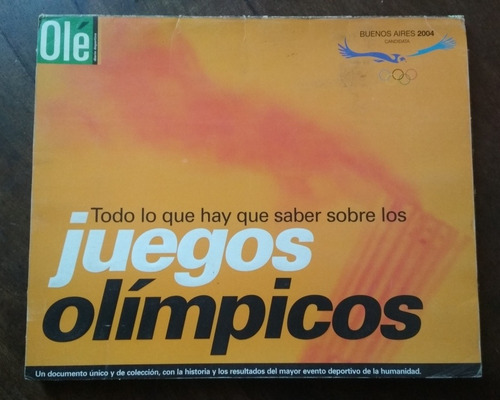 Olé
BUENOS AIRES 2004
CANDIDATA
Todo lo que hay que saber sobre los
juegos
olímpicos
Un documento único y de colección, con la historia y los resultados del mayor evento deportivo de la humanidad.